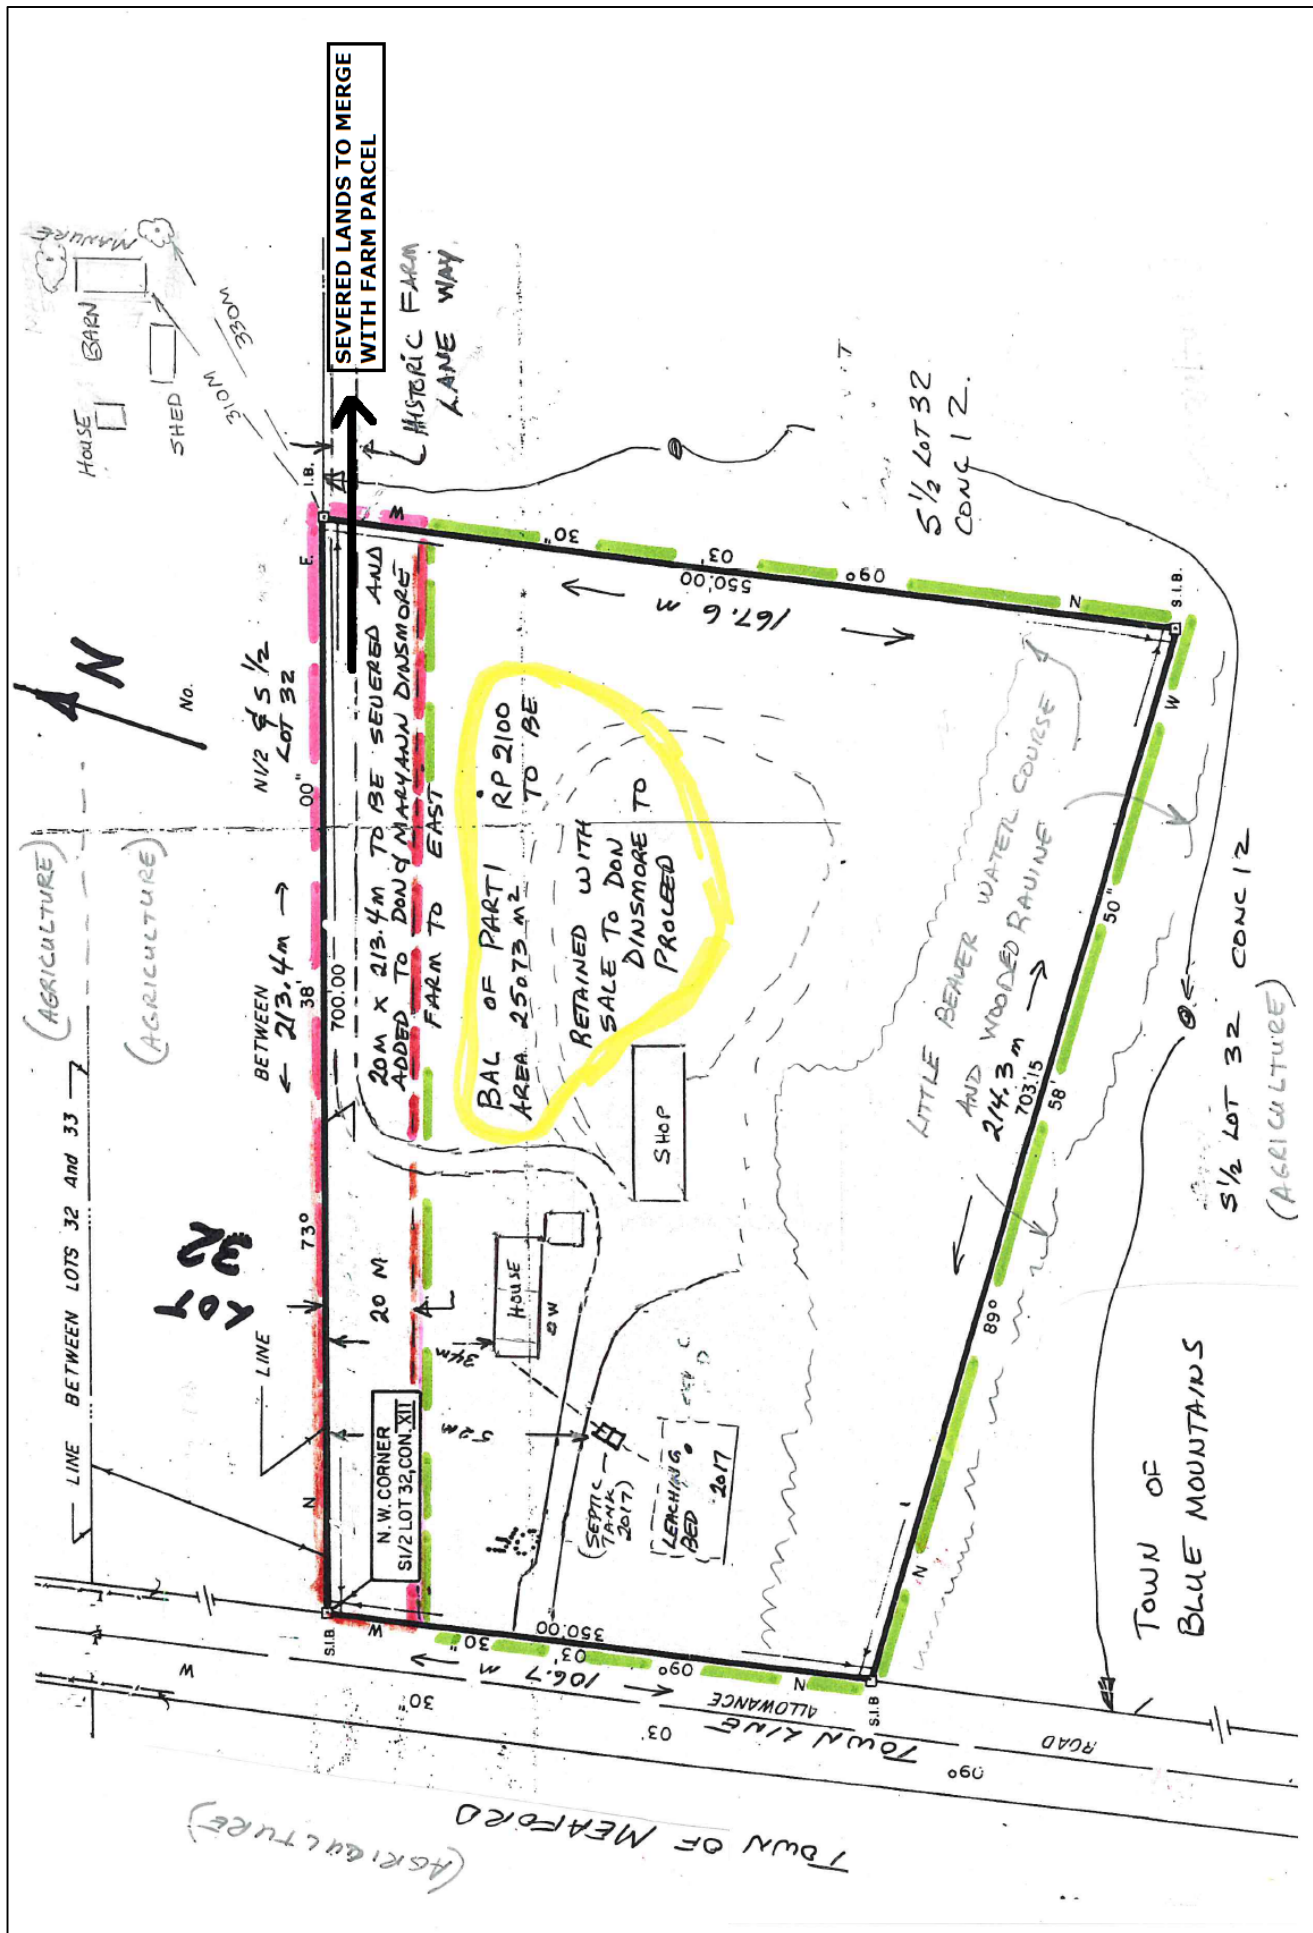 SEVERED LANDS TO MERGE
WITH FARM PARCEL
MANURE
BARN
HOUSE
SHED
310M
330M
HISTORIC FARM
LANE WAY
N
No.
LINE BETWEEN LOTS 32 And 33
(AGRICULTURE)
(AGRICULTURE)
LOT
32
LINE
N1/2 & S 1/2
LOT 32
BETWEEN
← 213.4m →
N 73° 38' 00" E.
I.B.
700.00
20M X 213.4M TO BE SEVERED AND
ADDED TO DON & MARYANN DINSMORE
FARM TO EAST
20 M
N.W. CORNER
S1/2 LOT 32, CON. XII
S.I.B.
34M
52M
HOUSE
W
SHOP
BAL OF PART 1 RP 2100
AREA 25073 m² TO BE
RETAINED WITH
SALE TO DON
DINSMORE TO
PROCEED
(SEPTIC
TANK
2017)
LEACHING
BED 2017
LITTLE BEAVER WATER COURSE
AND WOODED RAVINE
214.3 m
703.15
N 89° 58' 50" W
S.I.B.
167.6 m
550.00
N 09° 03' 30" W
S 1/2 LOT 32
CONC 12.
S 1/2 LOT 32 CONC 12
(AGRICULTURE)
106.7 m
350.00
N 09° 03' 30" W
S.I.B
ROAD ALLOWANCE
TOWN LINE
09° 03' 30" W
TOWN OF
BLUE MOUNTAINS
TOWN OF MEAFORD
(AGRICULTURE)